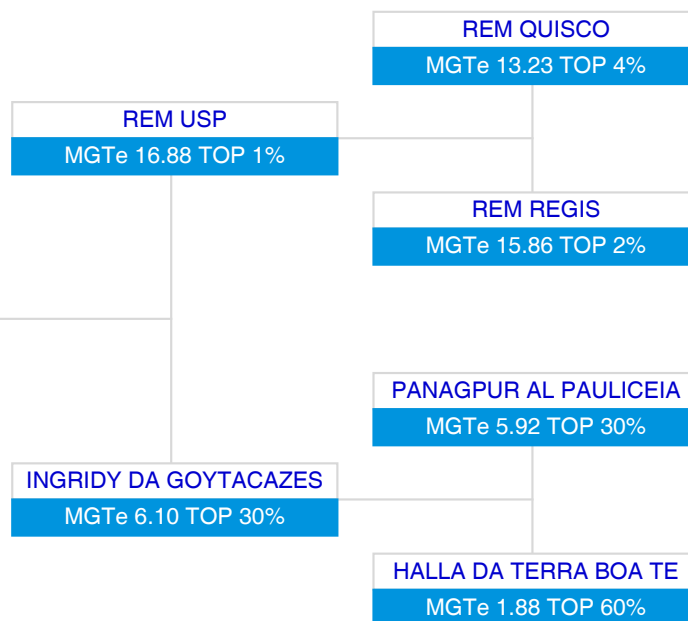 REM QUISCO
MGTe 13.23 TOP 4%
REM USP
MGTe 16.88 TOP 1%
REM REGIS
MGTe 15.86 TOP 2%
PANAGPUR AL PAULICEIA
MGTe 5.92 TOP 30%
INGRIDY DA GOYTACAZES
MGTe 6.10 TOP 30%
HALLA DA TERRA BOA TE
MGTe 1.88 TOP 60%